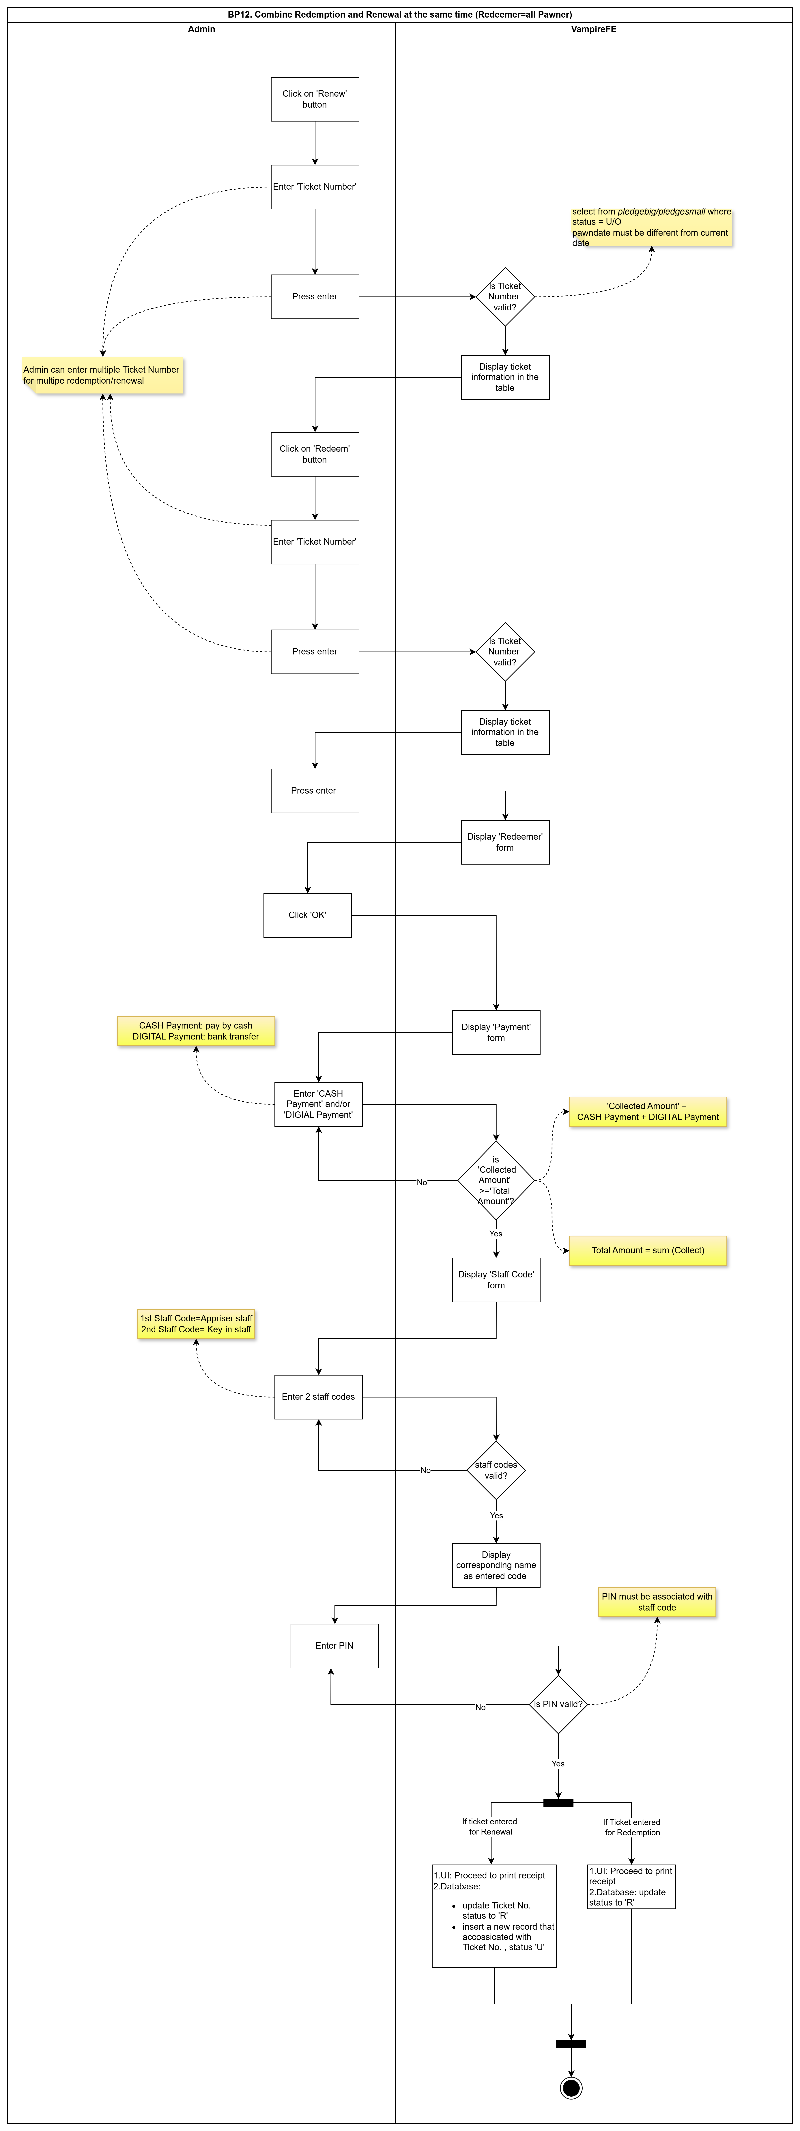 BP12. Combine Redemption and Renewal at the same time (Redeemer=all Pawner)
Admin
VampireFE
Click on 'Renew'
button
Enter 'Ticket Number'
select from pledgebig/pledgesmall where
status = U/O
pawndate must be different from current
date
Press enter
Is Ticket
Number
valid?
Admin can enter multiple Ticket Number
for multipe redemption/renewal
Display ticket
information in the
table
Click on 'Redeem'
button
Enter 'Ticket Number'
Press enter
Is Ticket
Number
valid?
Display ticket
information in the
table
Press enter
Display 'Redeemer'
form
Click 'OK'
CASH Payment: pay by cash
DIGITAL Payment: bank transfer
Display 'Payment'
form
Enter 'CASH
Payment' and/or
'DIGIAL Payment'
'Collected Amount' =
CASH Payment + DIGITAL Payment
is
'Collected
Amount'
>='Total
Amount'?
No
Yes
Total Amount = sum (Collect)
Display 'Staff Code'
form
1st Staff Code=Appriser staff
2nd Staff Code= Key in staff
Enter 2 staff codes
staff codes
valid?
No
Yes
Display
corresponding name
as entered code
PIN must be associated with
staff code
Enter PIN
Is PIN valid?
No
Yes
If ticket entered
for Renewal
If Ticket entered
for Redemption
1.UI: Proceed to print receipt
2.Database:
• update Ticket No.
status to 'R'
• insert a new record that
accosicated with
Ticket No. , status 'U'
1.UI: Proceed to print
receipt
2.Database: update
status to 'R'